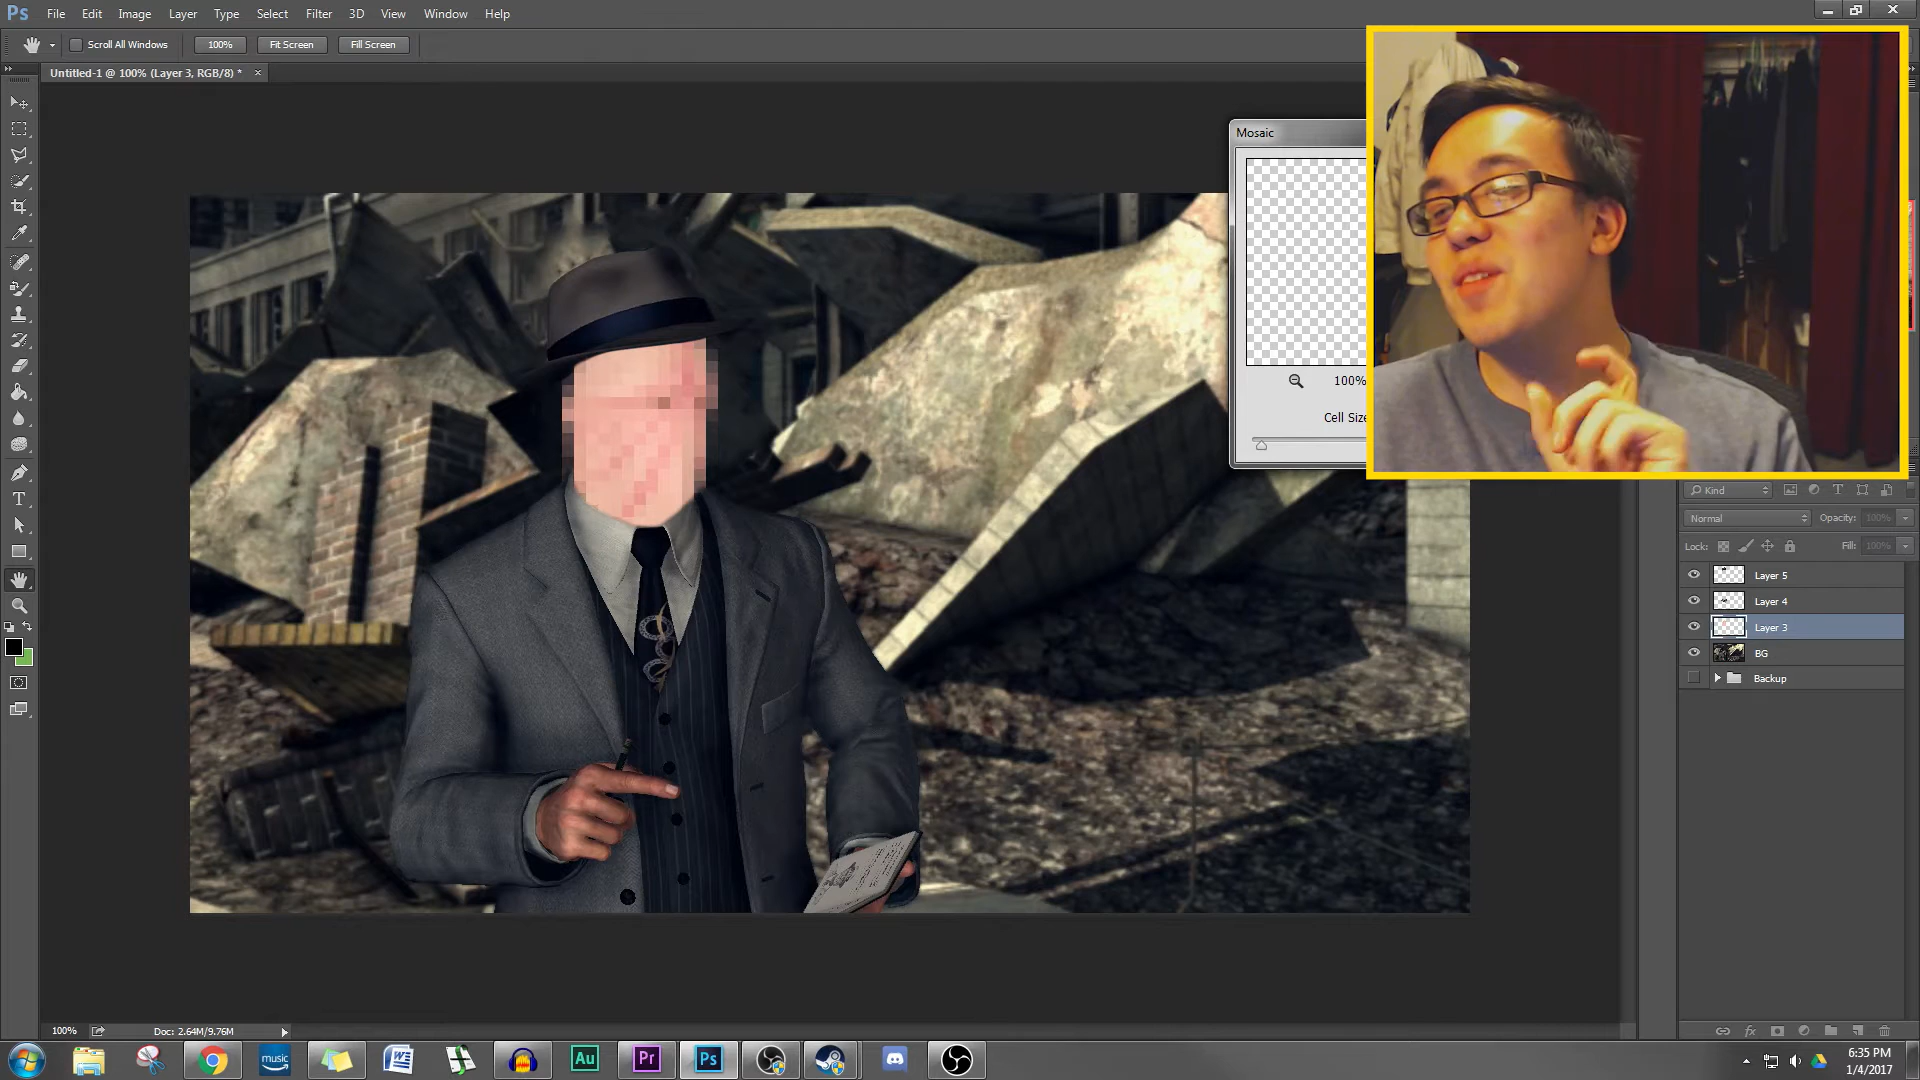 Ps File Edit Image Layer Type Select Filter 3D View Window Help
Scroll All Windows 100% Fit Screen Fill Screen
Untitled-1 @ 100% (Layer 3, RGB/8) *
Mosaic
100%
Cell Size
Kind
Normal Opacity: 100%
Lock: Fill: 100%
Layer 5
Layer 4
Layer 3
BG
Backup
100% Doc: 2.64M/9.76M
music Au Pr Ps
6:35 PM
1/4/2017